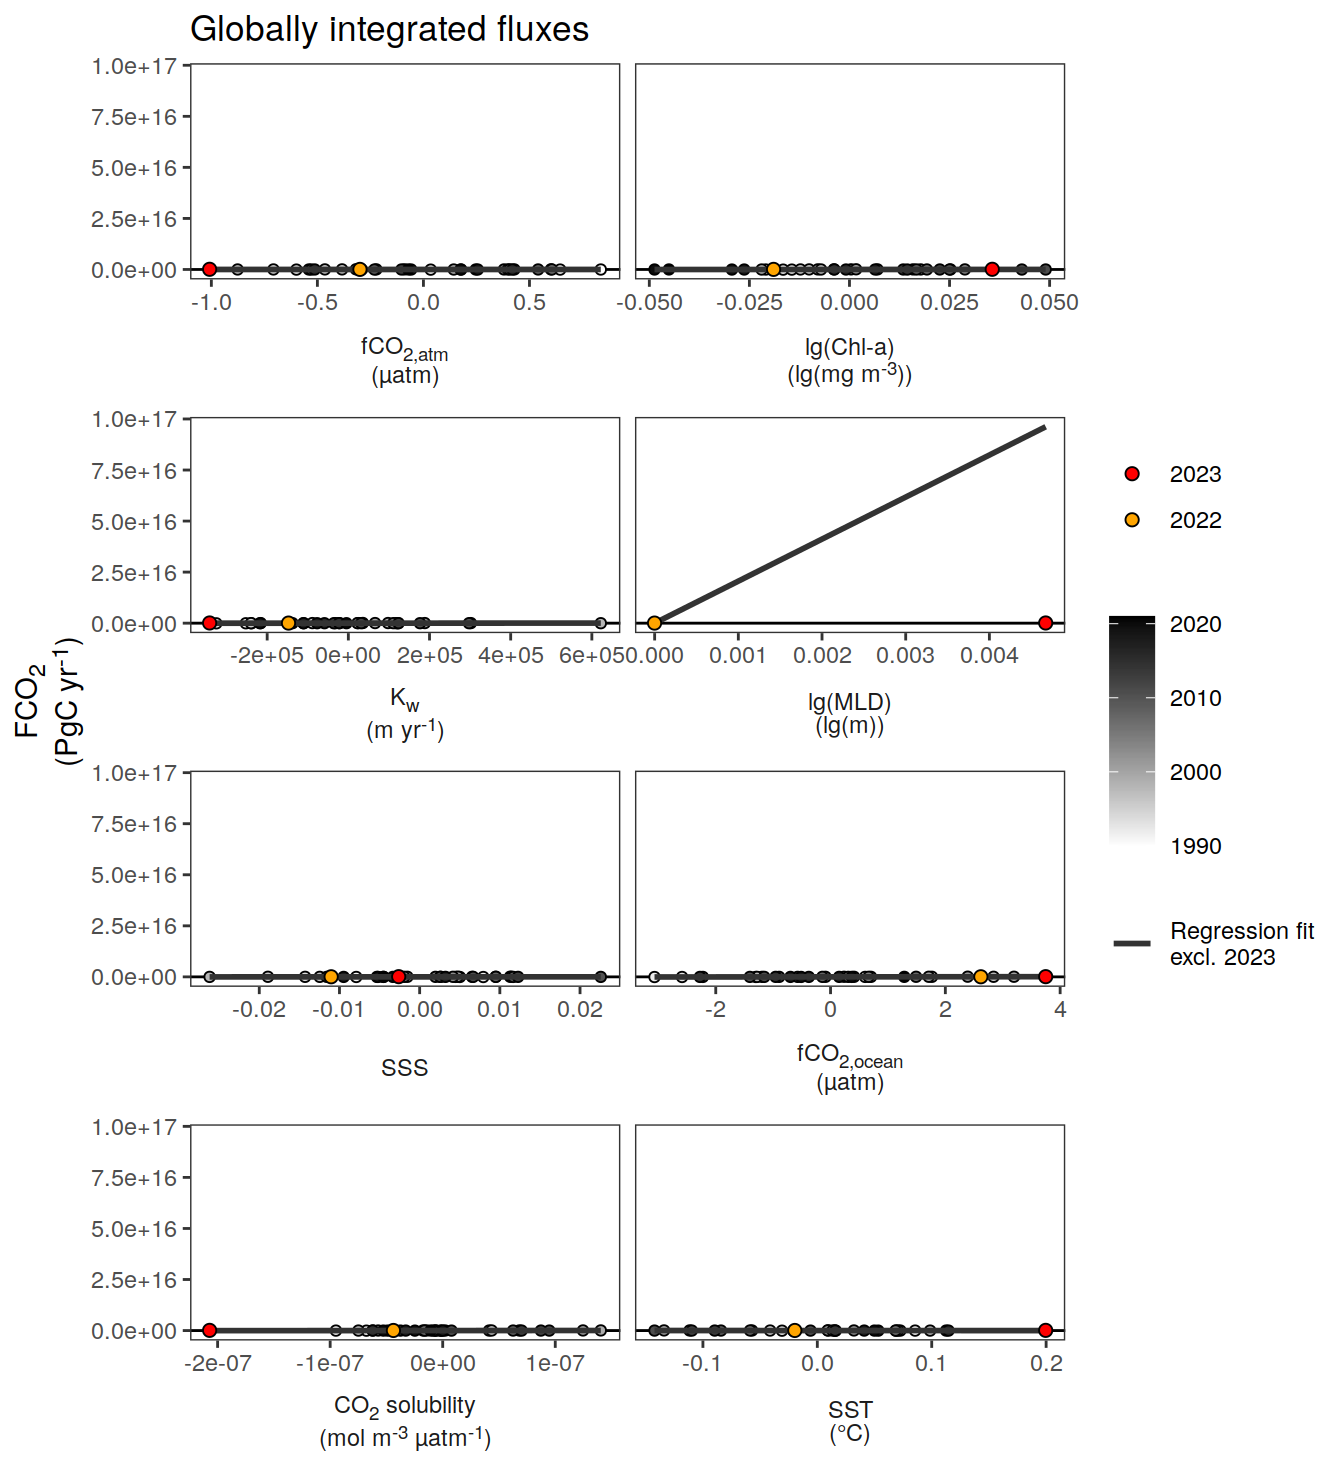 Globally integrated fluxes
1.0e+17
7.5e+16
5.0e+16
2.5e+16
0.0e+00
-1.0 -0.5 0.0 0.5
fCO2,atm
(µatm)
-0.050 -0.025 0.000 0.025 0.050
lg(Chl-a)
(lg(mg m-3))
1.0e+17
7.5e+16
5.0e+16
2.5e+16
0.0e+00
-2e+05 0e+00 2e+05 4e+05 6e+05
Kw
(m yr-1)
0.000 0.001 0.002 0.003 0.004
lg(MLD)
(lg(m))
FCO2
(PgC yr-1)
1.0e+17
7.5e+16
5.0e+16
2.5e+16
0.0e+00
-0.02 -0.01 0.00 0.01 0.02
SSS
-2 0 2 4
fCO2,ocean
(µatm)
1.0e+17
7.5e+16
5.0e+16
2.5e+16
0.0e+00
-2e-07 -1e-07 0e+00 1e-07
CO2 solubility
(mol m-3 µatm-1)
-0.1 0.0 0.1 0.2
SST
(°C)
2023
2022
2020
2010
2000
1990
Regression fit
excl. 2023